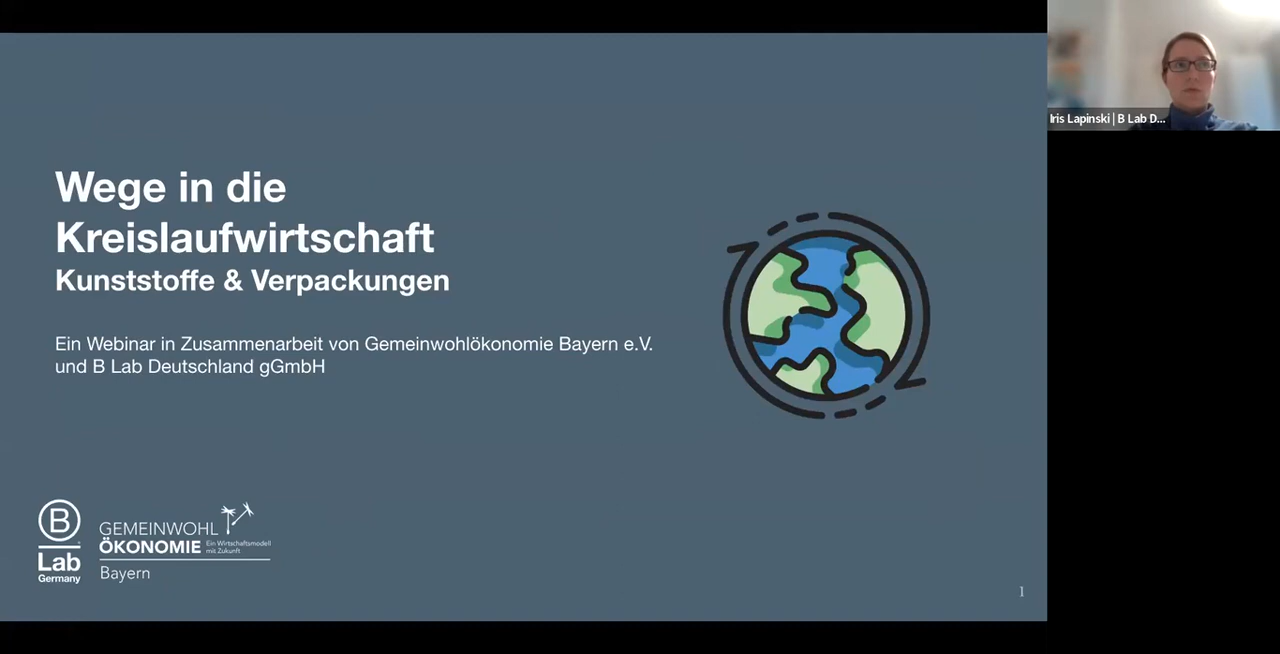 Wege in die
Kreislaufwirtschaft
Kunststoffe & Verpackungen
Ein Webinar in Zusammenarbeit von Gemeinwohlökonomie Bayern e.V.
und B Lab Deutschland gGmbH
B
Lab
Germany
GEMEINWOHL
ÖKONOMIE
Ein Wirtschaftsmodell
mit Zukunft
Bayern
1
Iris Lapinski | B Lab D...